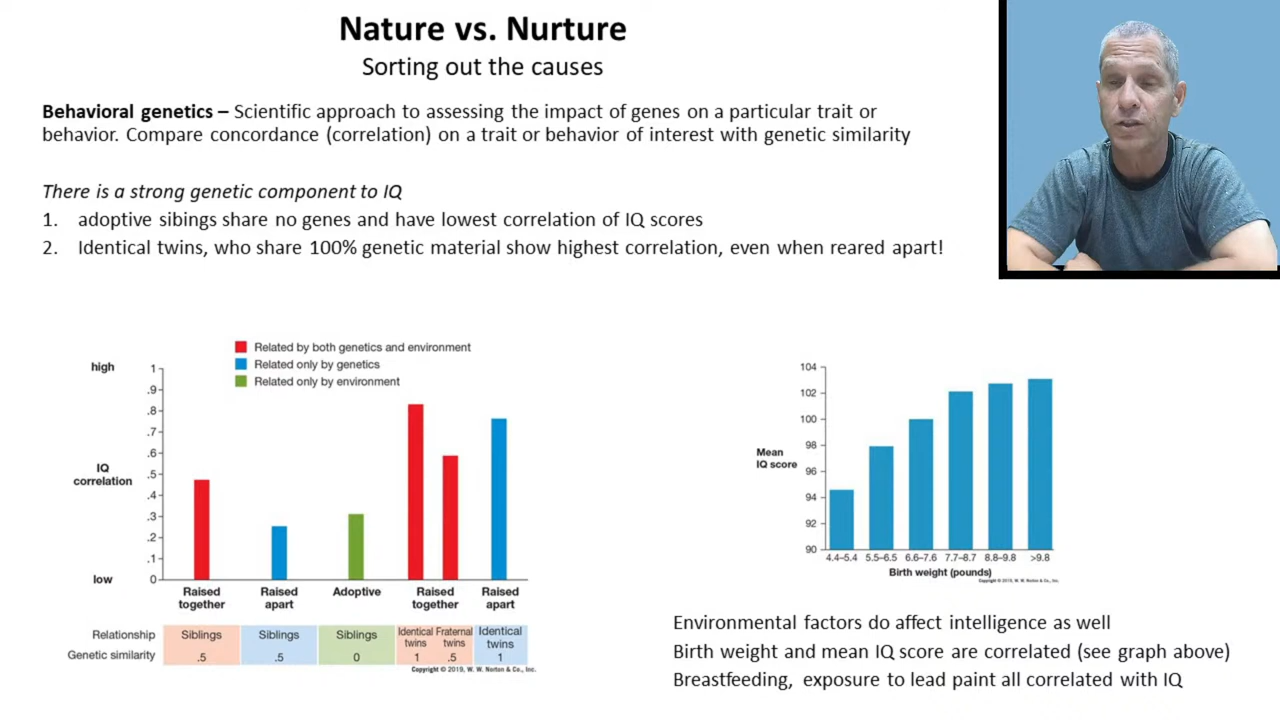 Nature vs. Nurture
Sorting out the causes
Behavioral genetics – Scientific approach to assessing the impact of genes on a particular trait or
behavior. Compare concordance (correlation) on a trait or behavior of interest with genetic similarity
There is a strong genetic component to IQ
1. adoptive sibings share no genes and have lowest correlation of IQ scores
2. Identical twins, who share 100% genetic material show highest correlation, even when reared apart!
Related by both genetics and environment
Related only by genetics
Related only by environment
high
IQ
correlation
low
1
.9
.8
.7
.6
.5
.4
.3
.2
.1
0
Raised together
Raised apart
Adoptive
Raised together
Raised apart
Relationship Siblings Siblings Siblings Identical twins Fraternal twins Identical twins
Genetic similarity .5 .5 0 1 .5 1
Copyright © 2019, W. W. Norton & Co., Inc.
Mean
IQ score
104
102
100
98
96
94
92
90
4.4–5.4 5.5–6.5 6.6–7.6 7.7–8.7 8.8–9.8 >9.8
Birth weight (pounds)
Copyright © 2019, W. W. Norton & Co., Inc.
Environmental factors do affect intelligence as well
Birth weight and mean IQ score are correlated (see graph above)
Breastfeeding, exposure to lead paint all correlated with IQ